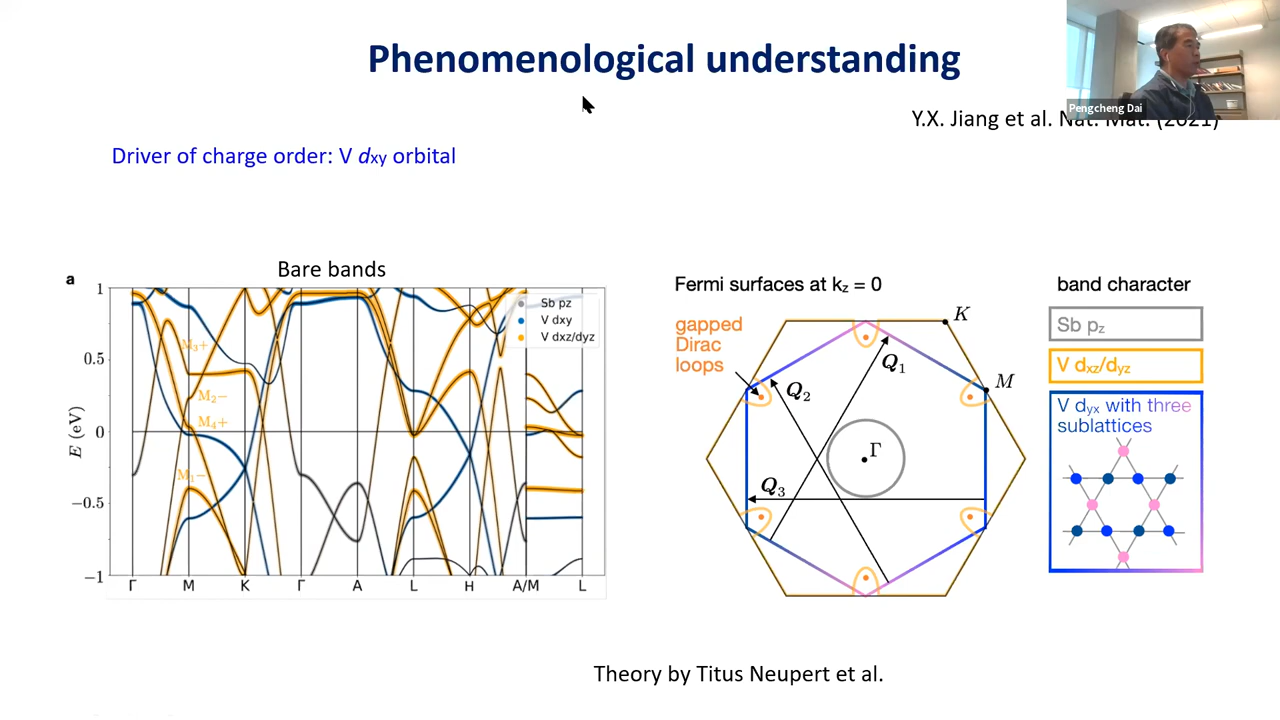 Phenomenological understanding
Pengcheng Dai
Y.X. Jiang et al. Nat. Mat. (2021)
Driver of charge order: V dxy orbital
a
Bare bands
E (eV)
1
0.5
0
−0.5
−1
M3+
M2−
M4+
M1−
Sb pz
V dxy
V dxz/dyz
Γ M K Γ A L H A/M L
Fermi surfaces at kz = 0
gapped
Dirac
loops
K
M
Q1
Q2
Q3
Γ
band character
Sb pz
V dxz/dyz
V dyx with three
sublattices
Theory by Titus Neupert et al.